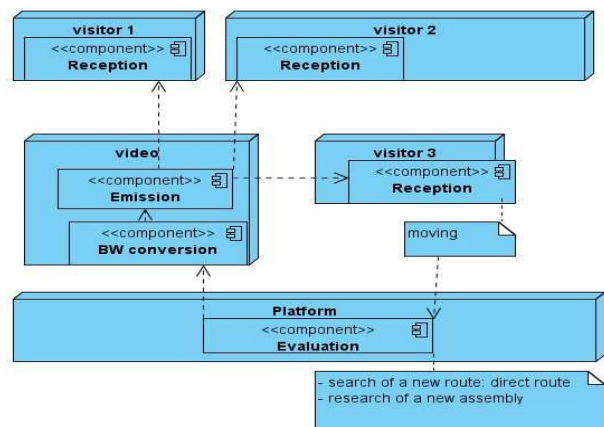 visitor 1
<<component>>
Reception
visitor 2
<<component>>
Reception
video
<<component>>
Emission
<<component>>
BW conversion
visitor 3
<<component>>
Reception
moving
Platform
<<component>>
Evaluation
- search of a new route: direct route
- research of a new assembly